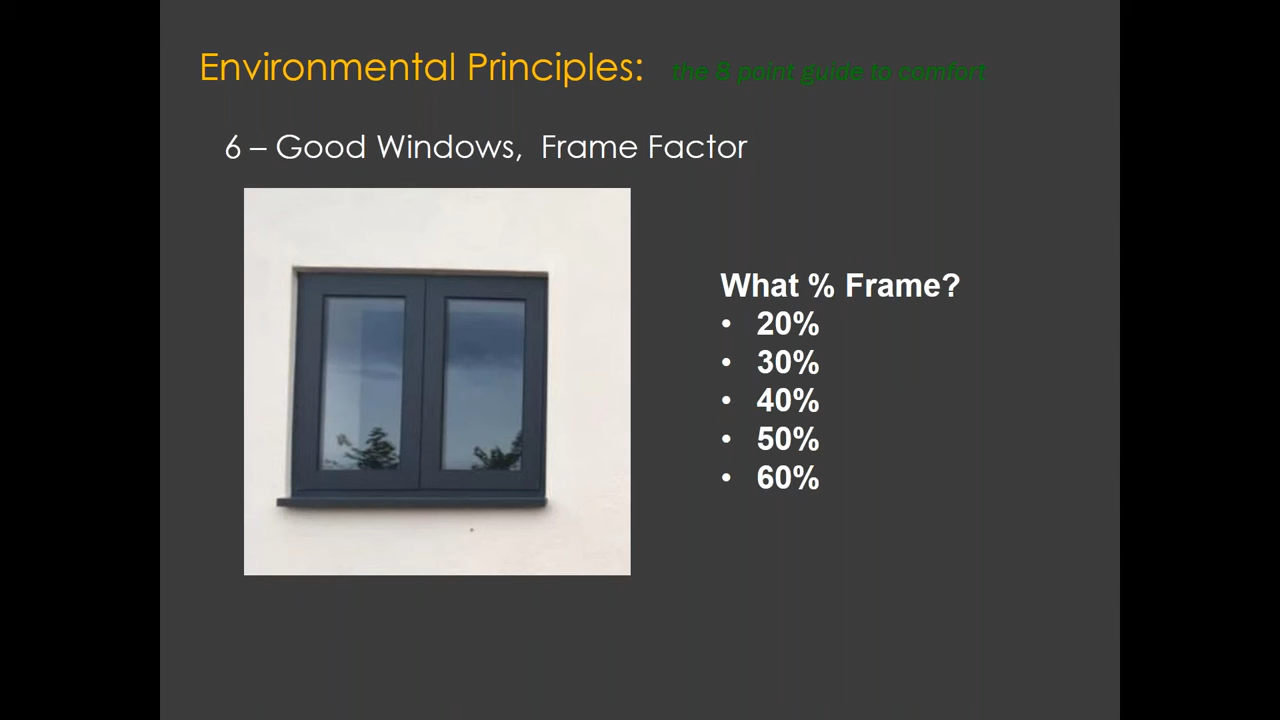 Environmental Principles: the 8 point guide to comfort
6 – Good Windows, Frame Factor
What % Frame?
• 20%
• 30%
• 40%
• 50%
• 60%